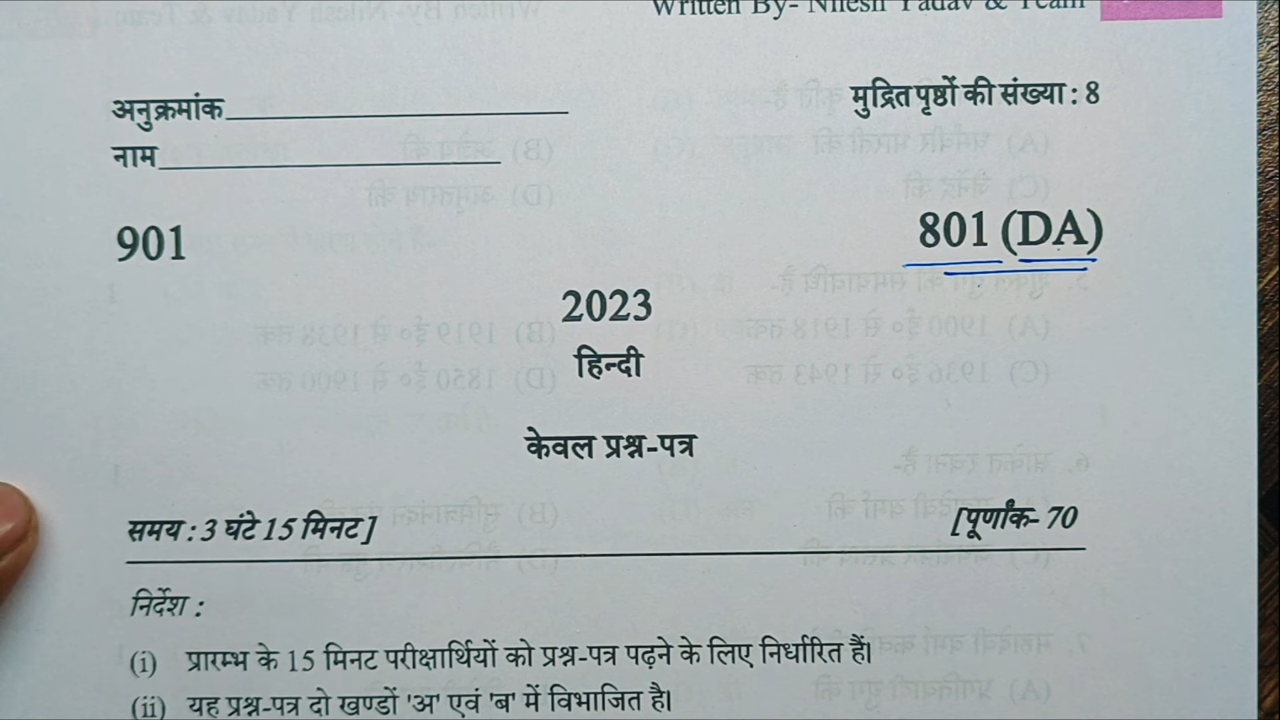 Written By- Nilesh Yadav & Team
अनुक्रमांक
मुद्रित पृष्ठों की संख्या : 8
नाम
901
801 (DA)
2023
हिन्दी
केवल प्रश्न-पत्र
समय : 3 घंटे 15 मिनट]
[पूर्णांक- 70
निर्देश :
(i) प्रारम्भ के 15 मिनट परीक्षार्थियों को प्रश्न-पत्र पढ़ने के लिए निर्धारित हैं।
(ii) यह प्रश्न-पत्र दो खण्डों 'अ' एवं 'ब' में विभाजित है।